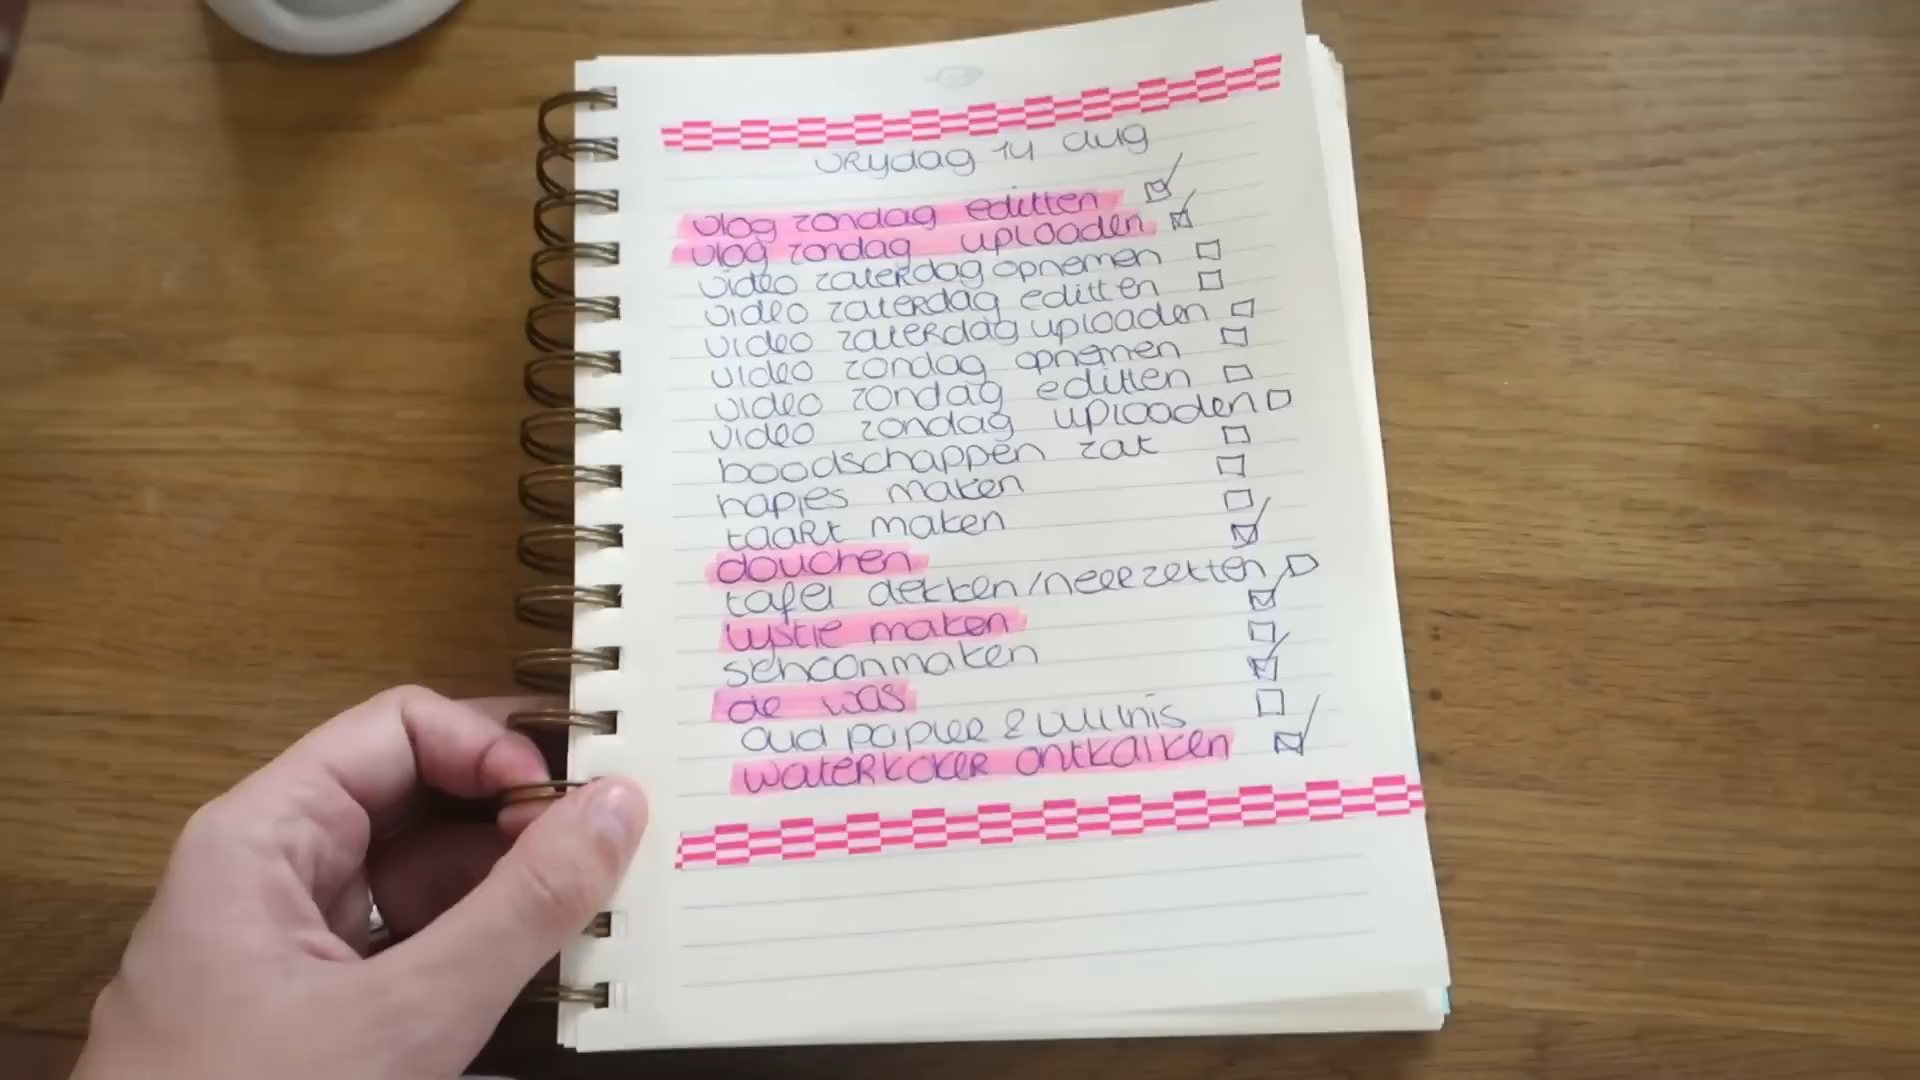 vrijdag 14 aug
vlog zondag editten
vlog zondag uploaden
video zaterdag opnemen
video zaterdag editten
video zaterdag uploaden
video zondag opnemen
video zondag editten
video zondag uploaden
boodschappen zat
hapjes maken
taart maken
douchen
tafel dekken/neerzetten
lijstje maken
schoonmaken
de was
oud papier & vuilnis
waterkoker ontkalken